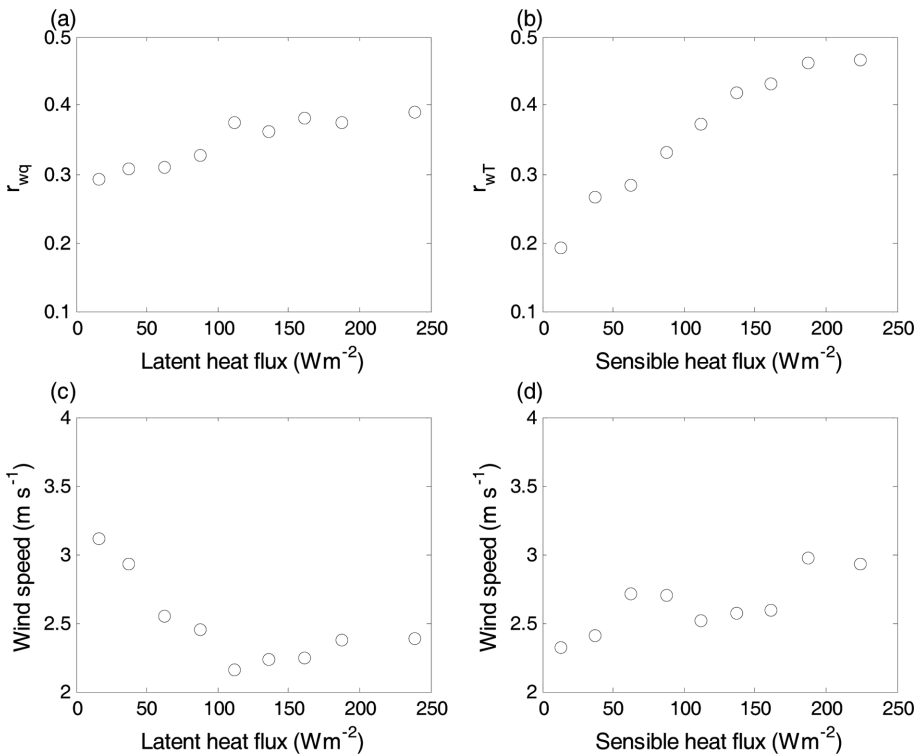 (a)
0.5
0.4
0.3
0.2
0.1
r_wq
0 50 100 150 200 250
Latent heat flux (Wm⁻²)
(b)
0.5
0.4
0.3
0.2
0.1
r_wT
0 50 100 150 200 250
Sensible heat flux (Wm⁻²)
(c)
4
3.5
3
2.5
2
Wind speed (m s⁻¹)
0 50 100 150 200 250
Latent heat flux (Wm⁻²)
(d)
4
3.5
3
2.5
2
Wind speed (m s⁻¹)
0 50 100 150 200 250
Sensible heat flux (Wm⁻²)